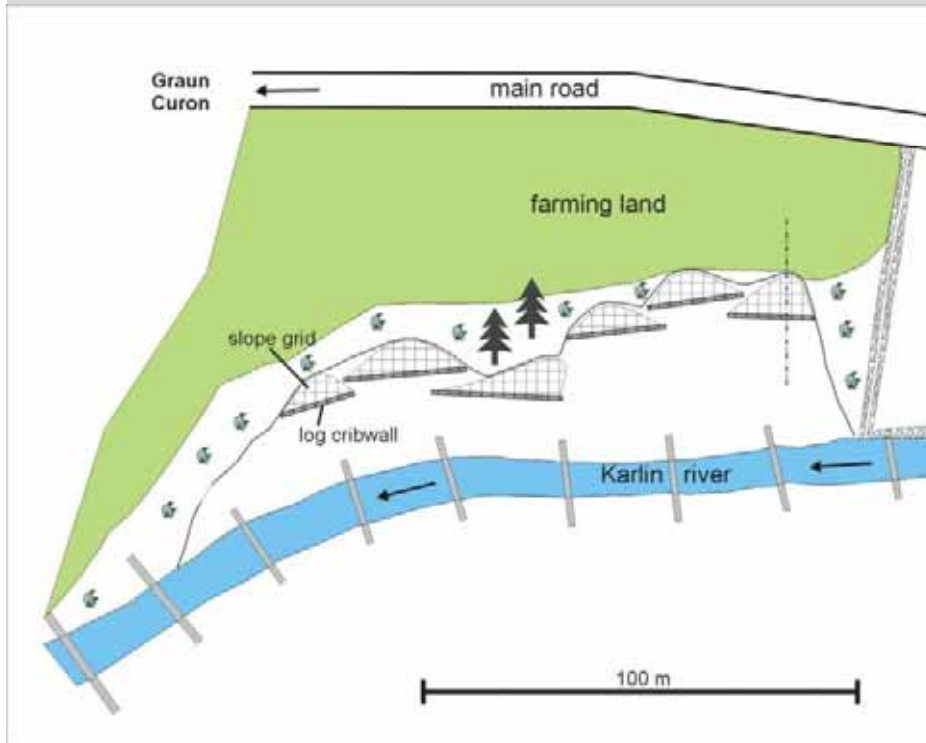 Graun
Curon
main road
farming land
slope grid
log cribwall
Karlin river
100 m